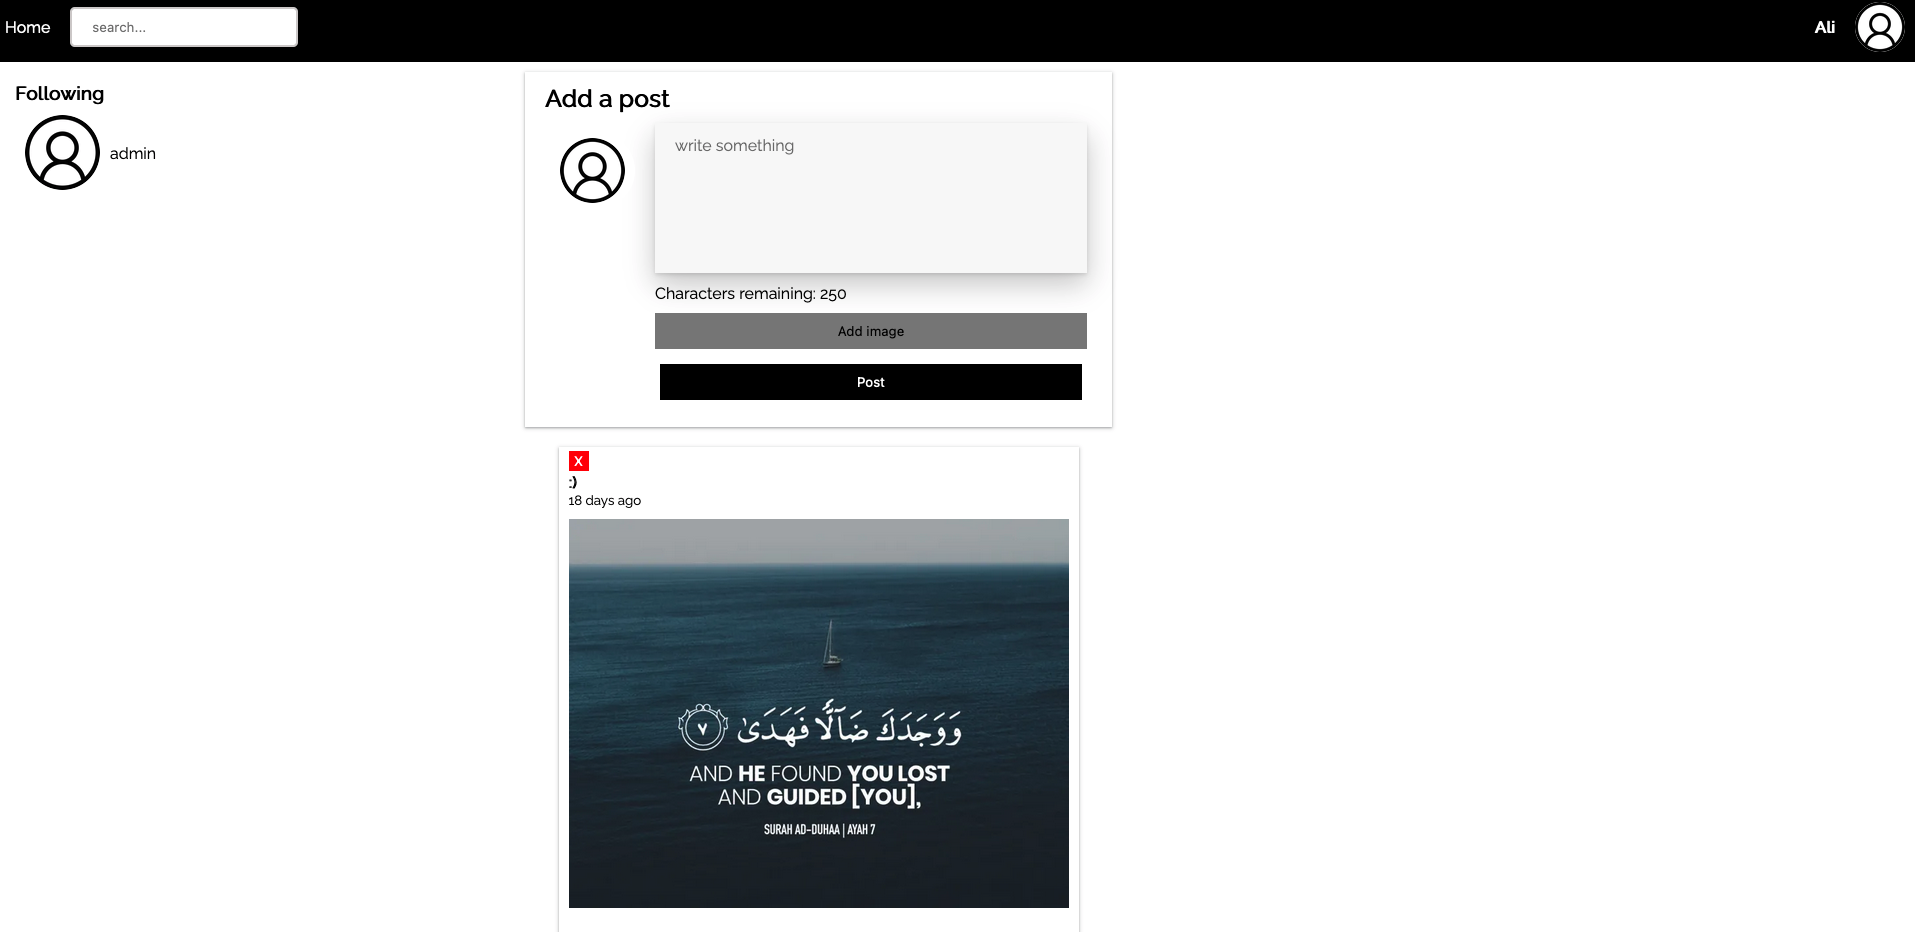 Home
search...
Ali
Following
admin
Add a post
write something
Characters remaining: 250
Add image
Post
X
:)
18 days ago
وَوَجَدَكَ ضَآلًّا فَهَدَىٰ ٧
AND HE FOUND YOU LOST
AND GUIDED [YOU],
SURAH AD-DUHAA | AYAH 7